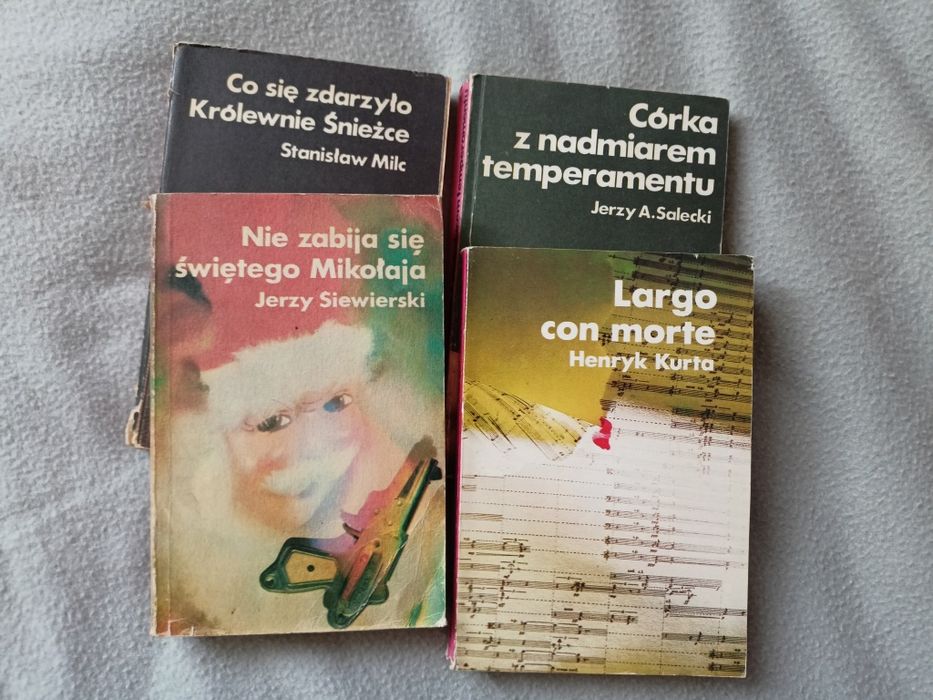 Co się zdarzyło
Królewnie Śnieżce
Stanisław Milc
Córka
z nadmiarem
temperamentu
Jerzy A. Salecki
Nie zabija się
świętego Mikołaja
Jerzy Siewierski
Largo
con morte
Henryk Kurta